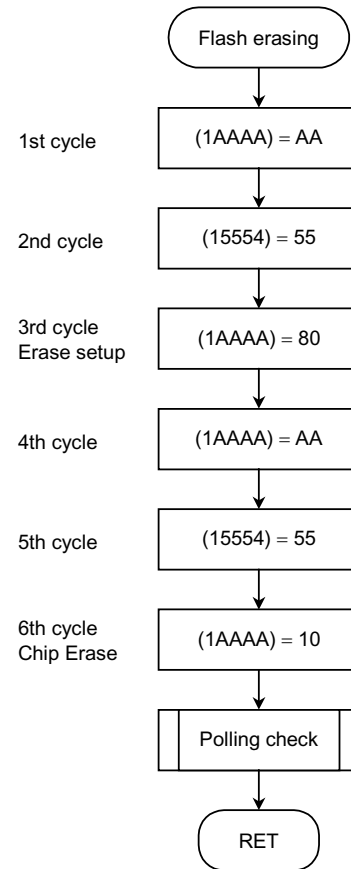 Flash erasing
1st cycle
(1AAAA) = AA
2nd cycle
(15554) = 55
3rd cycle
Erase setup
(1AAAA) = 80
4th cycle
(1AAAA) = AA
5th cycle
(15554) = 55
6th cycle
Chip Erase
(1AAAA) = 10
Polling check
RET